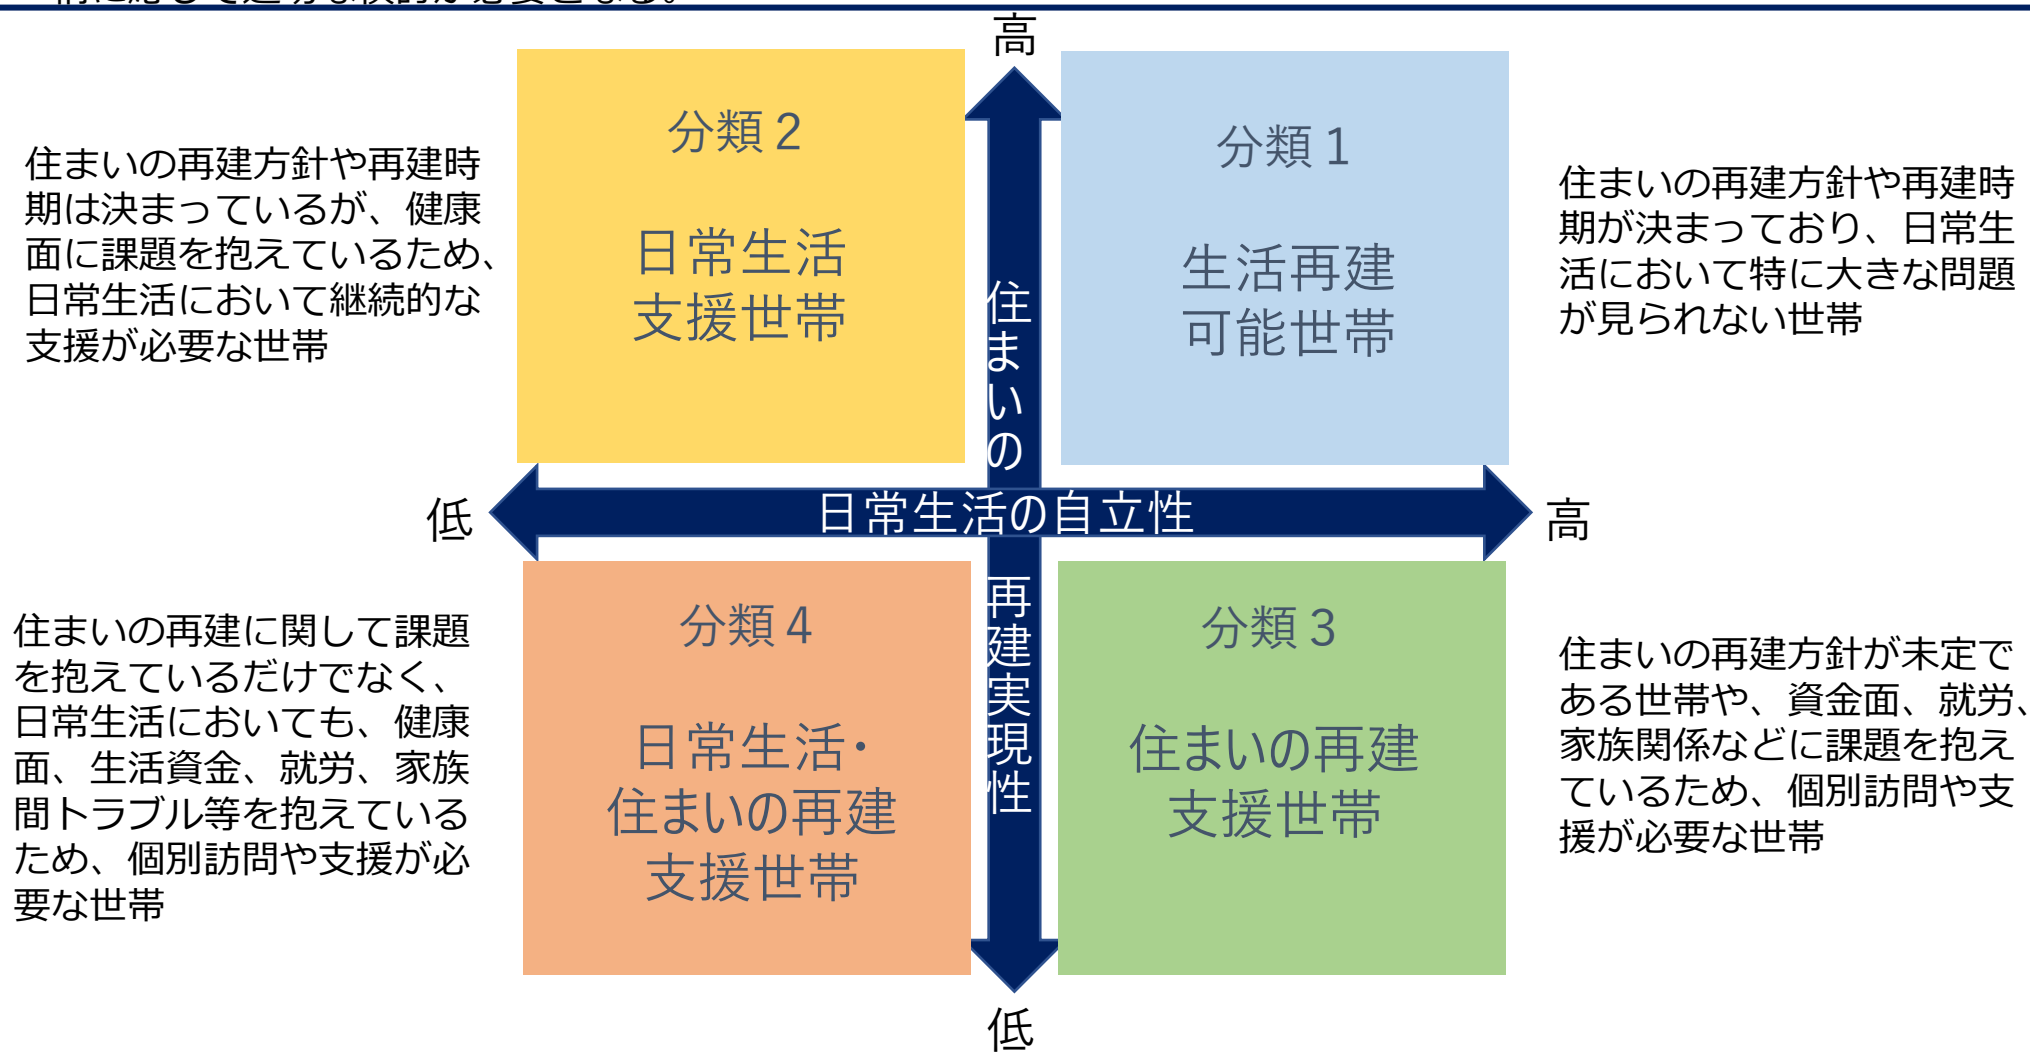 高
分類２
日常生活
支援世帯
分類１
生活再建
可能世帯
住まいの再建方針や再建時
期は決まっているが、健康
面に課題を抱えているため、
日常生活において継続的な
支援が必要な世帯
住まいの再建方針や再建時
期が決まっており、日常生
活において特に大きな問題
が見られない世帯
住まいの　再建実現性
低
日常生活の自立性
高
分類４
日常生活・
住まいの再建
支援世帯
分類３
住まいの再建
支援世帯
住まいの再建に関して課題
を抱えているだけでなく、
日常生活においても、健康
面、生活資金、就労、家族
間トラブル等を抱えている
ため、個別訪問や支援が必
要な世帯
住まいの再建方針が未定で
ある世帯や、資金面、就労、
家族関係などに課題を抱え
ているため、個別訪問や支
援が必要な世帯
低